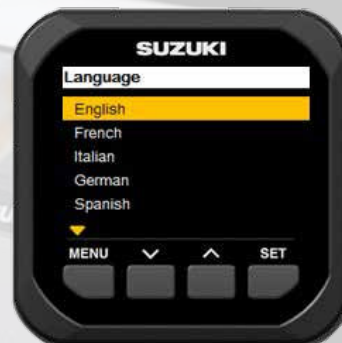 SUZUKI
Language
English
French
Italian
German
Spanish
MENU SET